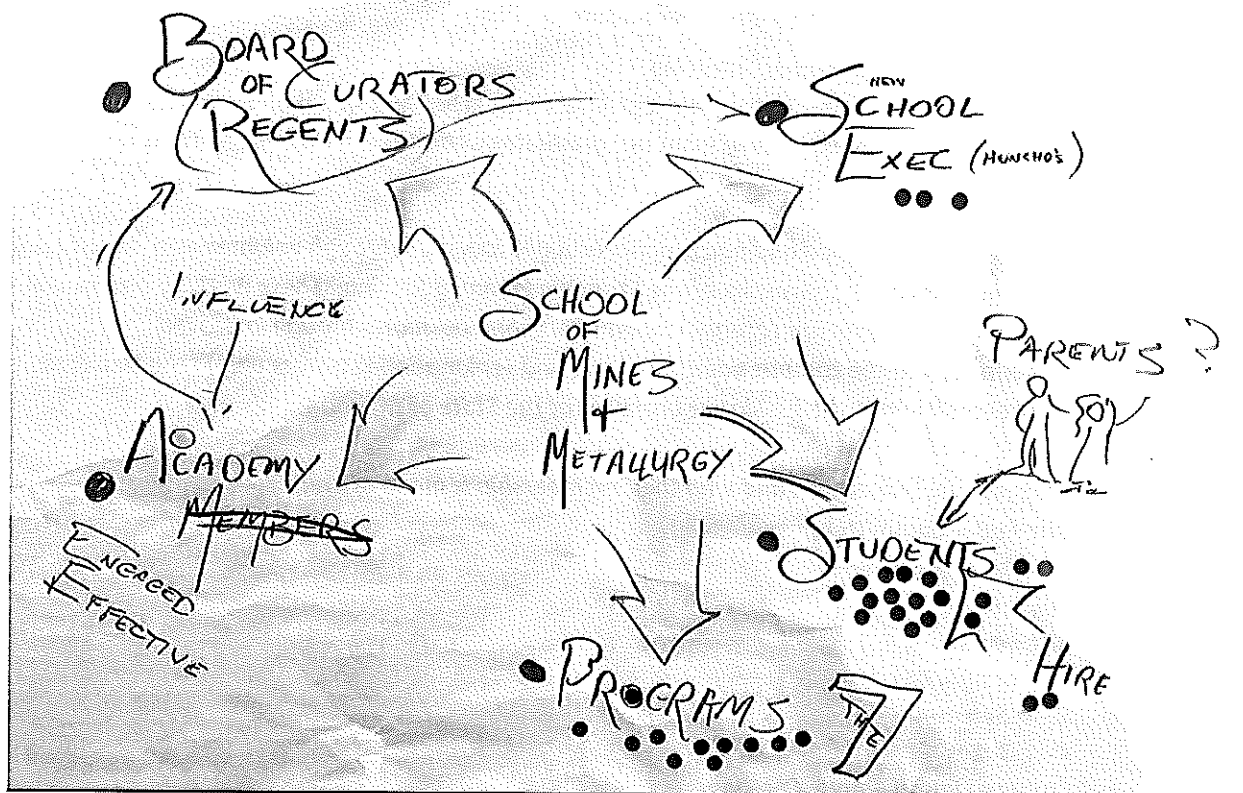 BOARD
OF CURATORS
(REGENTS)
NEW
SCHOOL
EXEC (HUNCHO'S)
INFLUENCE
SCHOOL
OF
MINES
+
METALLURGY
PARENTS?
ACADEMY
MEMBERS
ENGAGED
EFFECTIVE
STUDENTS
HIRE
PROGRAMS
THE 7